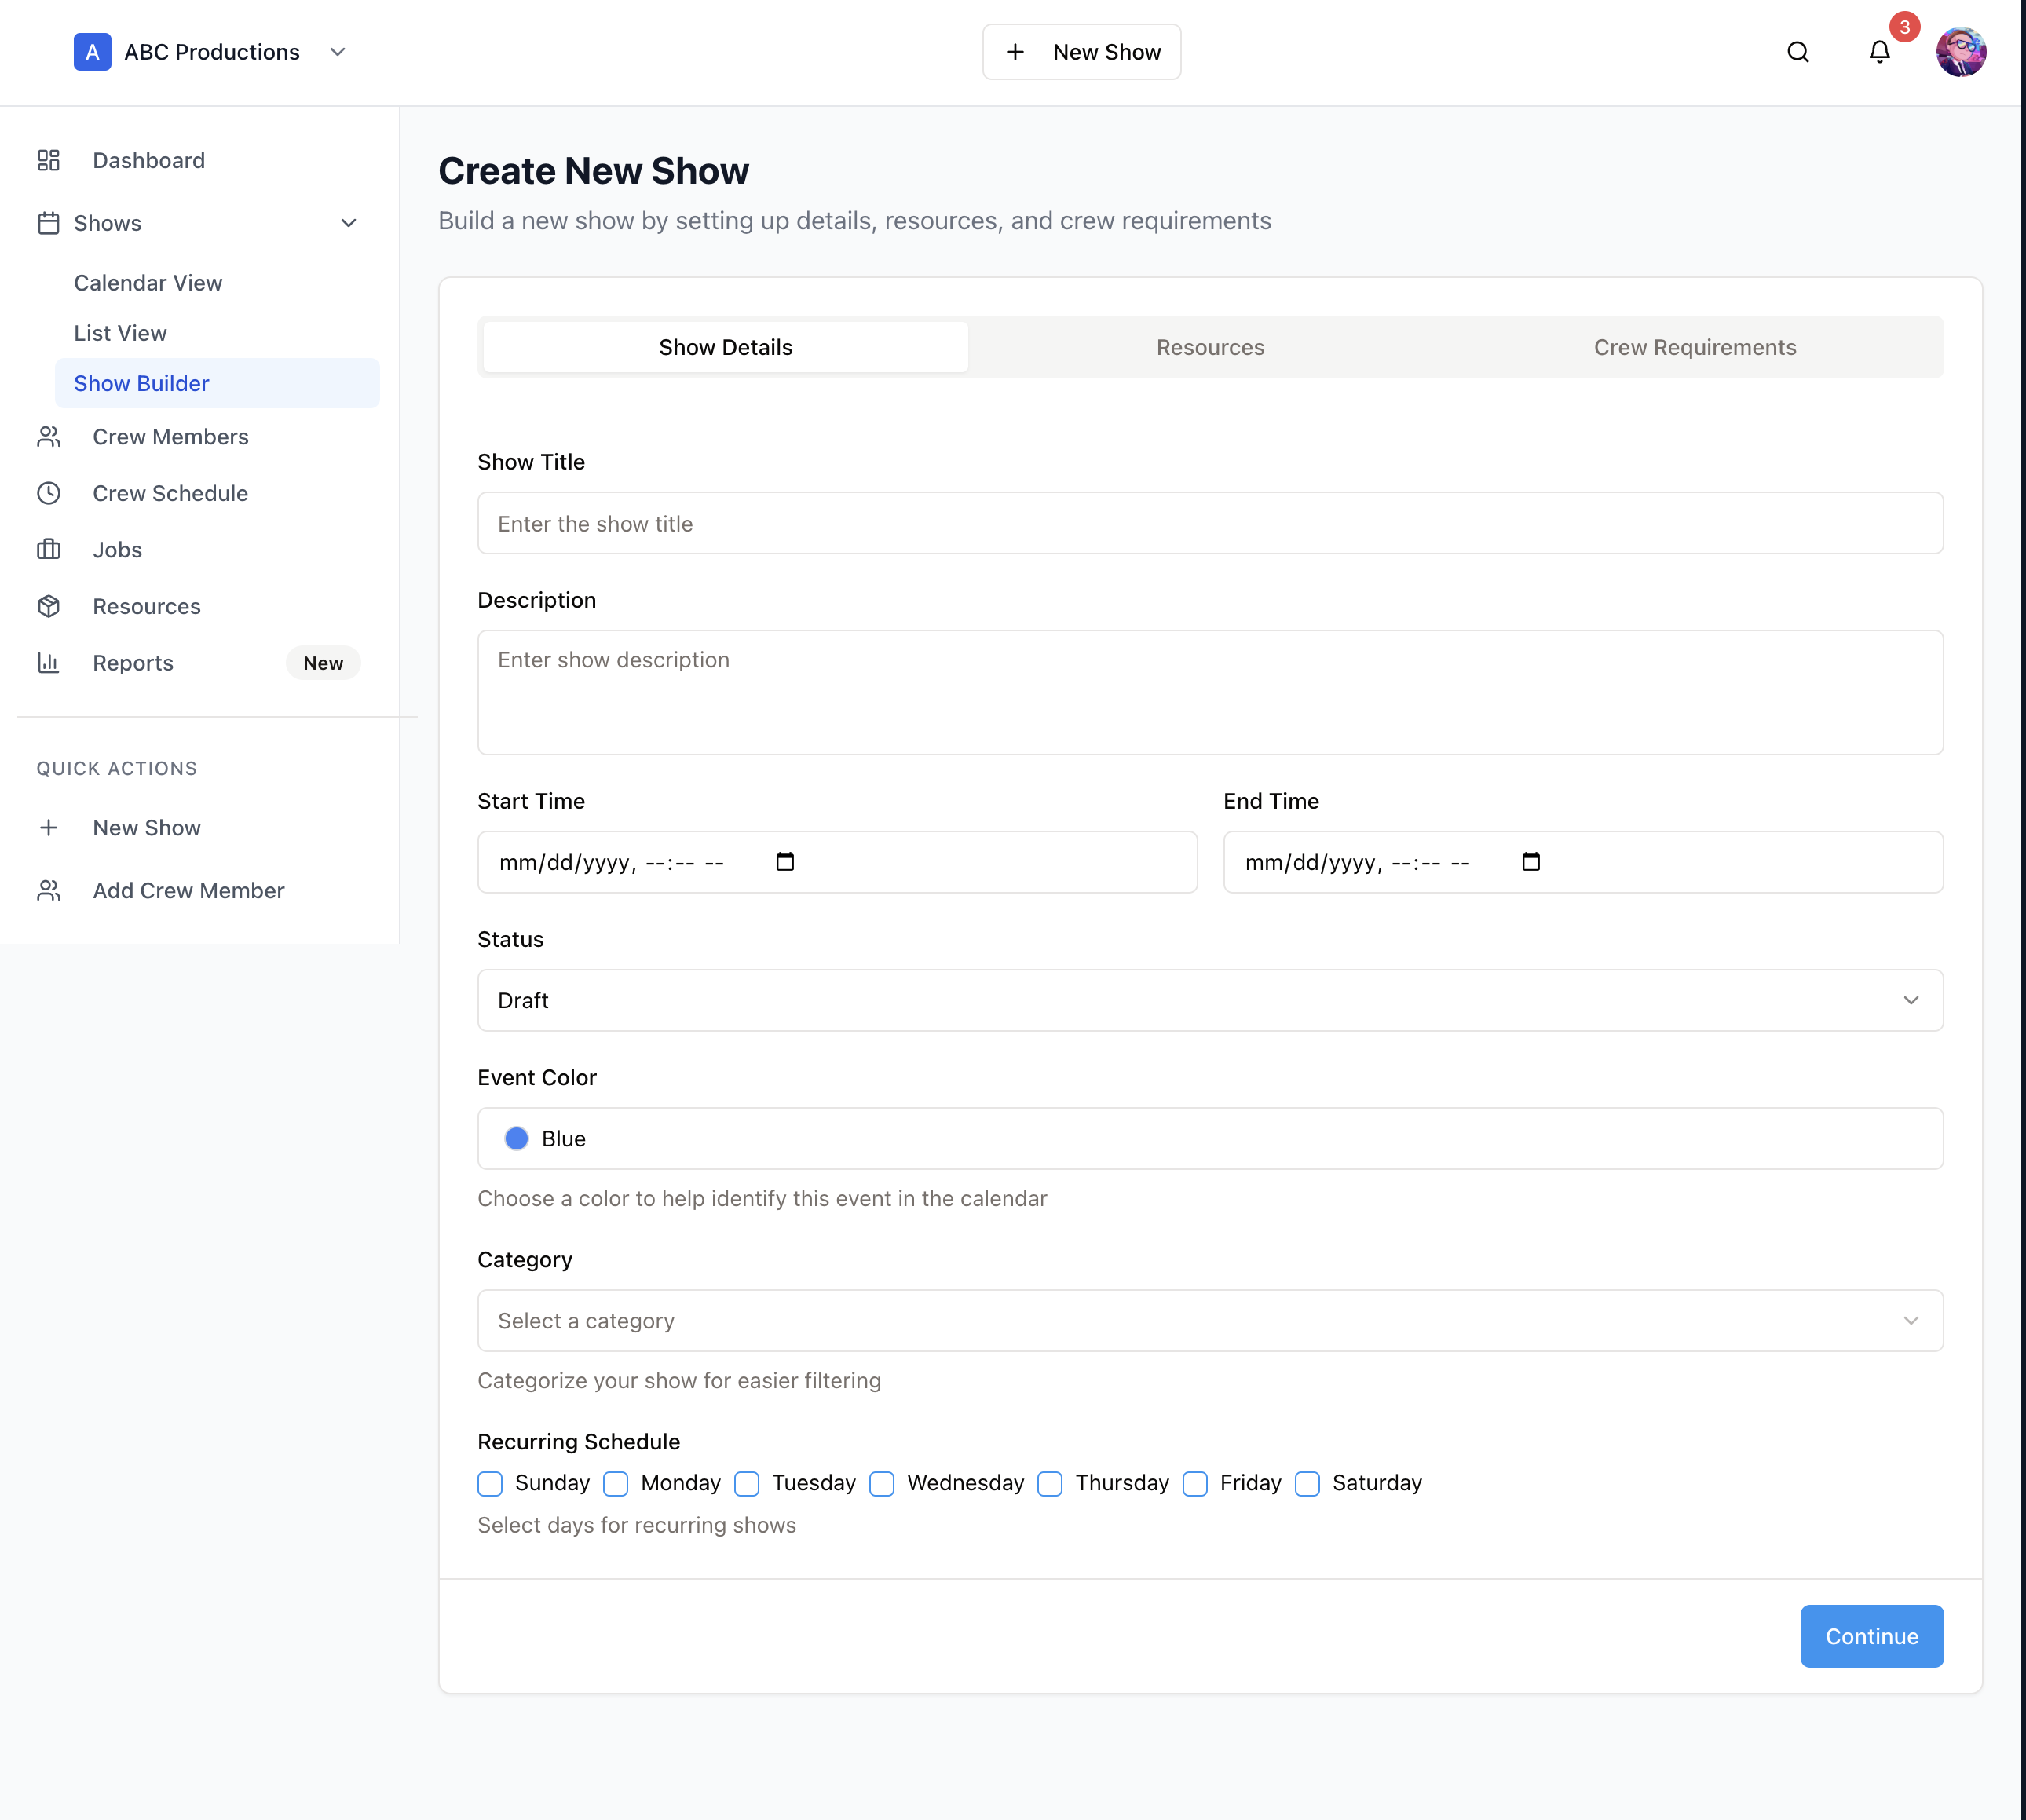 A ABC Productions
New Show
3
Dashboard
Shows
Calendar View
List View
Show Builder
Crew Members
Crew Schedule
Jobs
Resources
Reports New
QUICK ACTIONS
New Show
Add Crew Member
Create New Show
Build a new show by setting up details, resources, and crew requirements
Show Details Resources Crew Requirements
Show Title
Enter the show title
Description
Enter show description
Start Time End Time
mm/dd/yyyy, --:-- -- mm/dd/yyyy, --:-- --
Status
Draft
Event Color
Blue
Choose a color to help identify this event in the calendar
Category
Select a category
Categorize your show for easier filtering
Recurring Schedule
Sunday Monday Tuesday Wednesday Thursday Friday Saturday
Select days for recurring shows
Continue